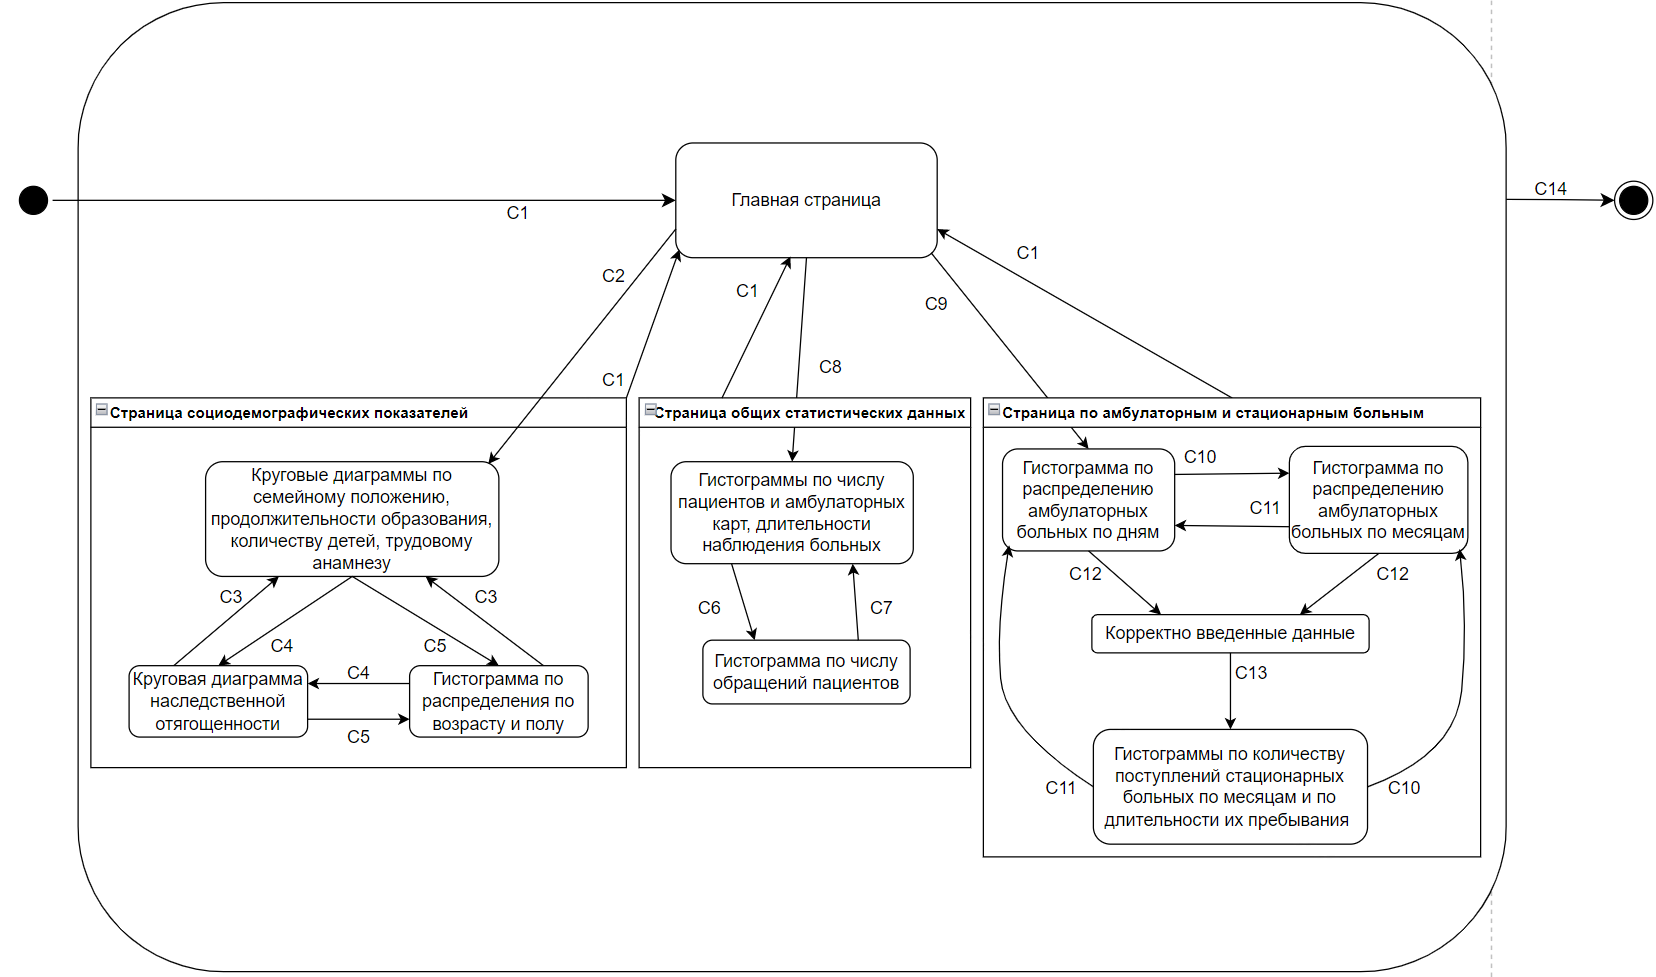 Главная страница
C1
C14
C2
C1
C1
C8
C9
C1
Страница социодемографических показателей
Круговые диаграммы по
семейному положению,
продолжительности образования,
количеству детей, трудовому
анамнезу
C3
C4
C5
C3
Круговая диаграмма
наследственной
отягощенности
C4
C5
Гистограмма по
распределения по
возрасту и полу
Страница общих статистических данных
Гистограммы по числу
пациентов и амбулаторных
карт, длительности
наблюдения больных
C6
C7
Гистограмма по числу
обращений пациентов
Страница по амбулаторным и стационарным больным
Гистограмма по
распределению
амбулаторных
больных по дням
C10
C11
Гистограмма по
распределению
амбулаторных
больных по месяцам
C12
C12
Корректно введенные данные
C13
Гистограммы по количеству
поступлений стационарных
больных по месяцам и по
длительности их пребывания
C11
C10